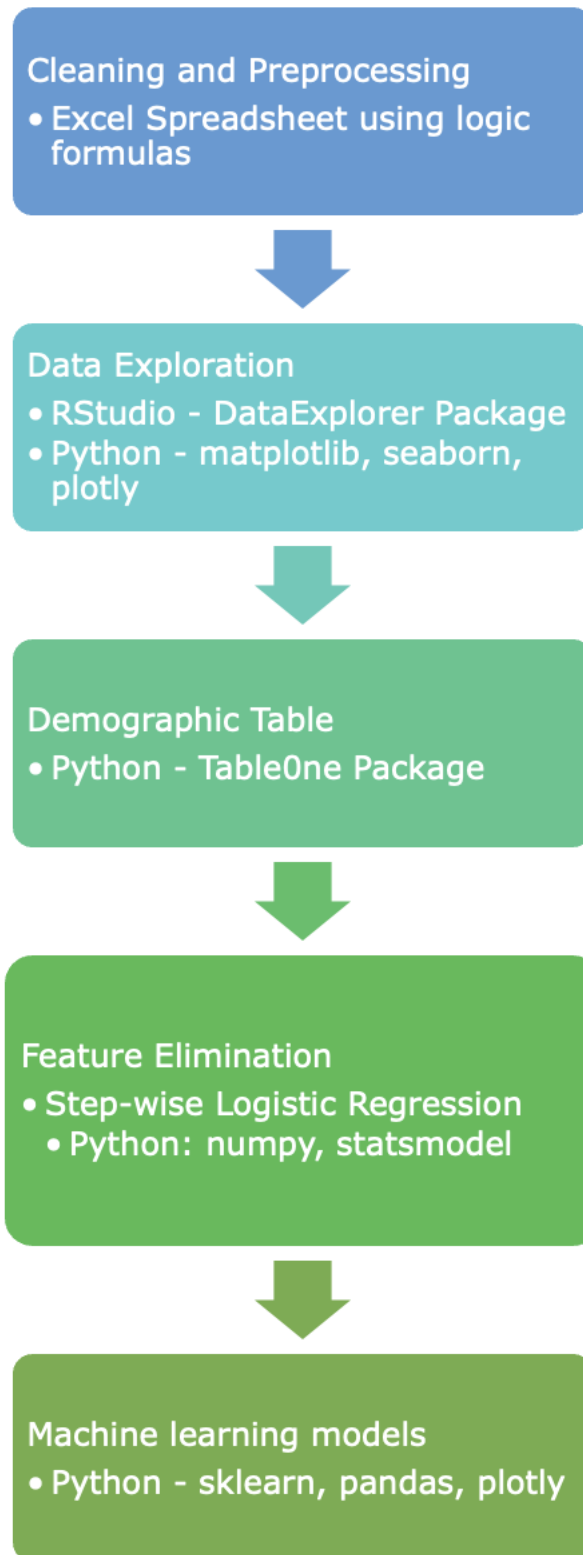 Cleaning and Preprocessing
• Excel Spreadsheet using logic
formulas
Data Exploration
• RStudio - DataExplorer Package
• Python - matplotlib, seaborn,
plotly
Demographic Table
• Python - Table0ne Package
Feature Elimination
• Step-wise Logistic Regression
• Python: numpy, statsmodel
Machine learning models
• Python - sklearn, pandas, plotly